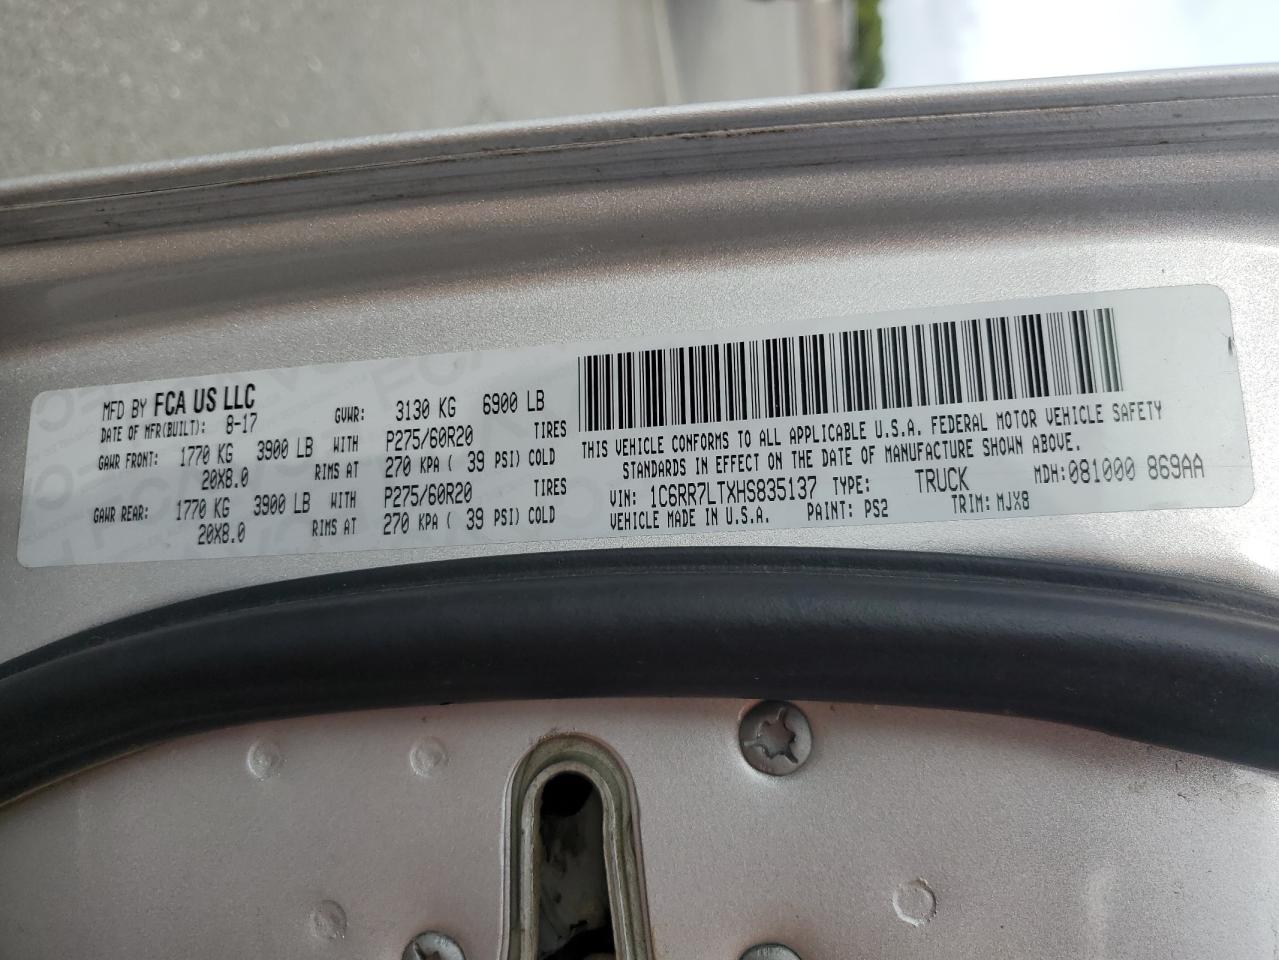 MFD BY FCA US LLC
DATE OF MFR(BUILT): 8-17 GVWR: 3130 KG 6900 LB
GAWR FRONT: 1770 KG 3900 LB WITH P275/60R20 TIRES
20X8.0 RIMS AT 270 KPA ( 39 PSI) COLD
GAWR REAR: 1770 KG 3900 LB WITH P275/60R20 TIRES
20X8.0 RIMS AT 270 KPA ( 39 PSI) COLD
THIS VEHICLE CONFORMS TO ALL APPLICABLE U.S.A. FEDERAL MOTOR VEHICLE SAFETY
STANDARDS IN EFFECT ON THE DATE OF MANUFACTURE SHOWN ABOVE.
VIN: 1C6RR7LTXHS835137 TYPE: TRUCK MDH:081000 869AA
VEHICLE MADE IN U.S.A. PAINT: PS2 TRIM: MJX8